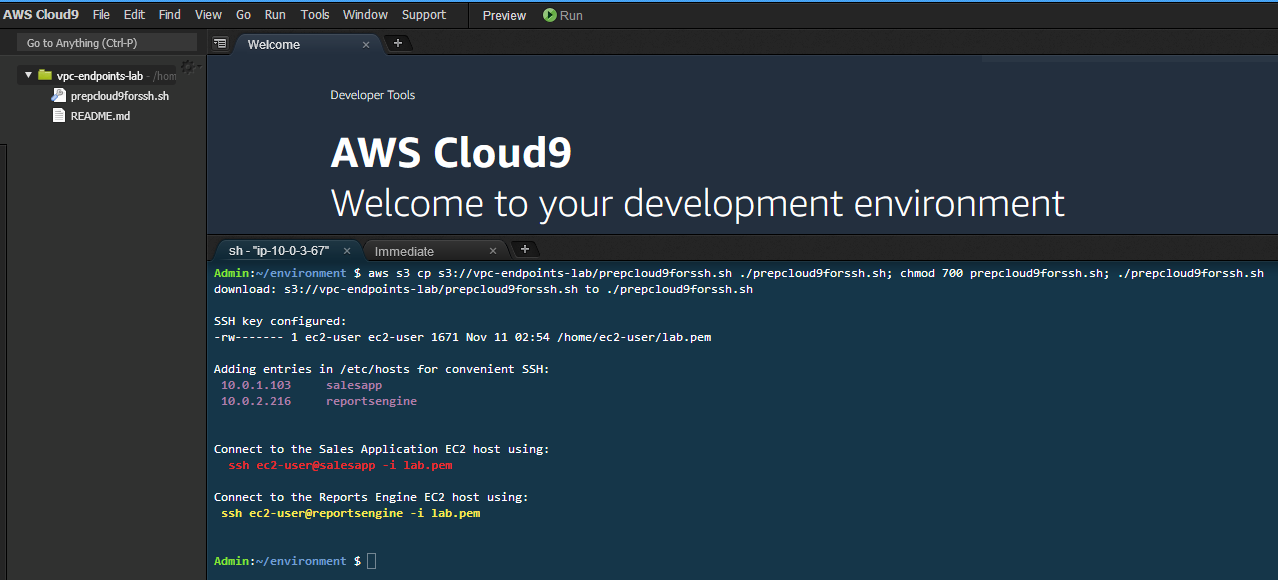 AWS Cloud9 File Edit Find View Go Run Tools Window Support Preview Run
Go to Anything (Ctrl-P)
Welcome
vpc-endpoints-lab - /hom
prepcloud9forssh.sh
README.md
Developer Tools
AWS Cloud9
Welcome to your development environment
sh - "ip-10-0-3-67" Immediate
Admin:~/environment $ aws s3 cp s3://vpc-endpoints-lab/prepcloud9forssh.sh ./prepcloud9forssh.sh; chmod 700 prepcloud9forssh.sh; ./prepcloud9forssh.sh
download: s3://vpc-endpoints-lab/prepcloud9forssh.sh to ./prepcloud9forssh.sh
SSH key configured:
-rw------- 1 ec2-user ec2-user 1671 Nov 11 02:54 /home/ec2-user/lab.pem
Adding entries in /etc/hosts for convenient SSH:
10.0.1.103 salesapp
10.0.2.216 reportsengine
Connect to the Sales Application EC2 host using:
ssh ec2-user@salesapp -i lab.pem
Connect to the Reports Engine EC2 host using:
ssh ec2-user@reportsengine -i lab.pem
Admin:~/environment $